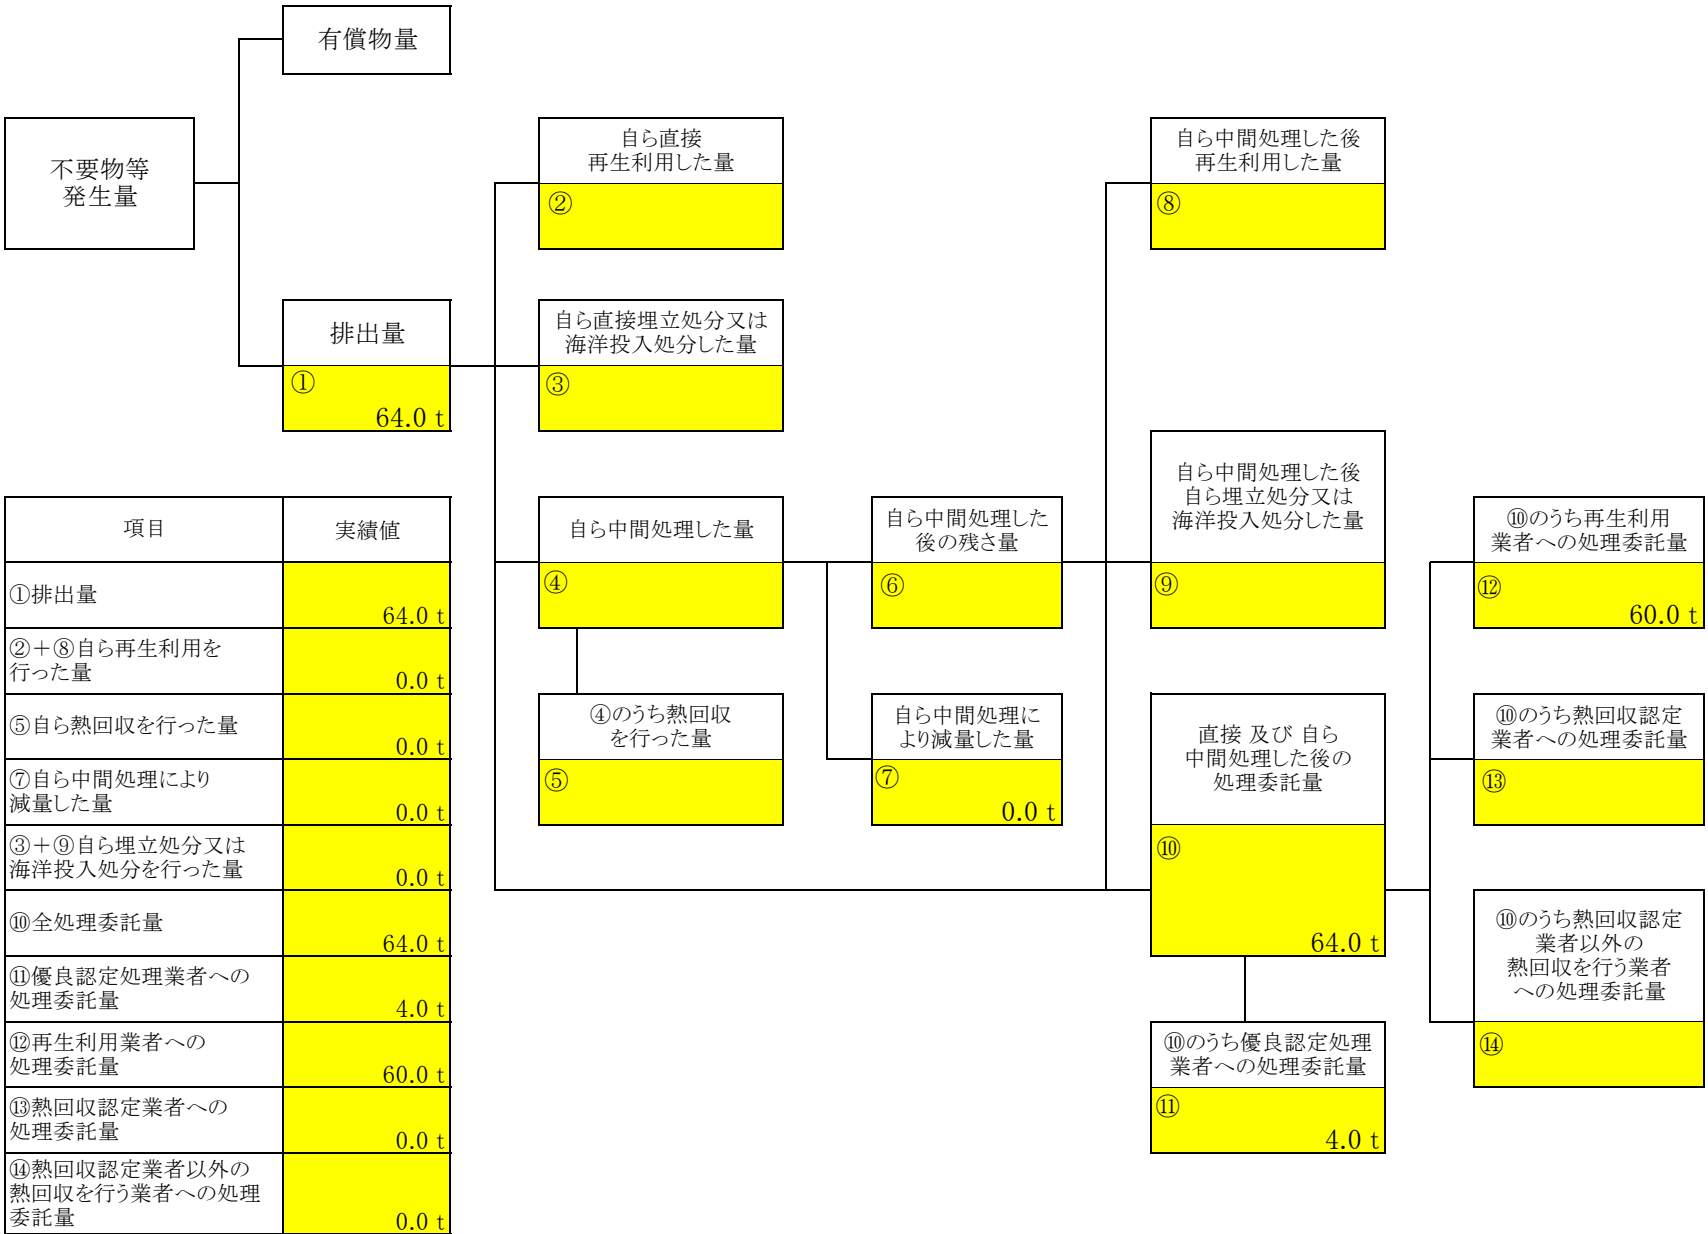 有償物量
不要物等
発生量
自ら直接
再生利用した量
②
自ら中間処理した後
再生利用した量
⑧
排出量
①
64.0 t
自ら直接埋立処分又は
海洋投入処分した量
③
自ら中間処理した量
④
自ら中間処理した
後の残さ量
⑥
自ら中間処理した後
自ら埋立処分又は
海洋投入処分した量
⑨
⑩のうち再生利用
業者への処理委託量
⑫
60.0 t
④のうち熱回収
を行った量
⑤
自ら中間処理に
より減量した量
⑦
0.0 t
直接 及び 自ら
中間処理した後の
処理委託量
⑩
64.0 t
⑩のうち熱回収認定
業者への処理委託量
⑬
⑩のうち熱回収認定
業者以外の
熱回収を行う業者
への処理委託量
⑭
⑩のうち優良認定処理
業者への処理委託量
⑪
4.0 t
項目 実績値
①排出量
64.0 t
②+⑧自ら再生利用を
行った量
0.0 t
⑤自ら熱回収を行った量
0.0 t
⑦自ら中間処理により
減量した量
0.0 t
③+⑨自ら埋立処分又は
海洋投入処分を行った量
0.0 t
⑩全処理委託量
64.0 t
⑪優良認定処理業者への
処理委託量
4.0 t
⑫再生利用業者への
処理委託量
60.0 t
⑬熱回収認定業者への
処理委託量
0.0 t
⑭熱回収認定業者以外の
熱回収を行う業者への処理
委託量
0.0 t